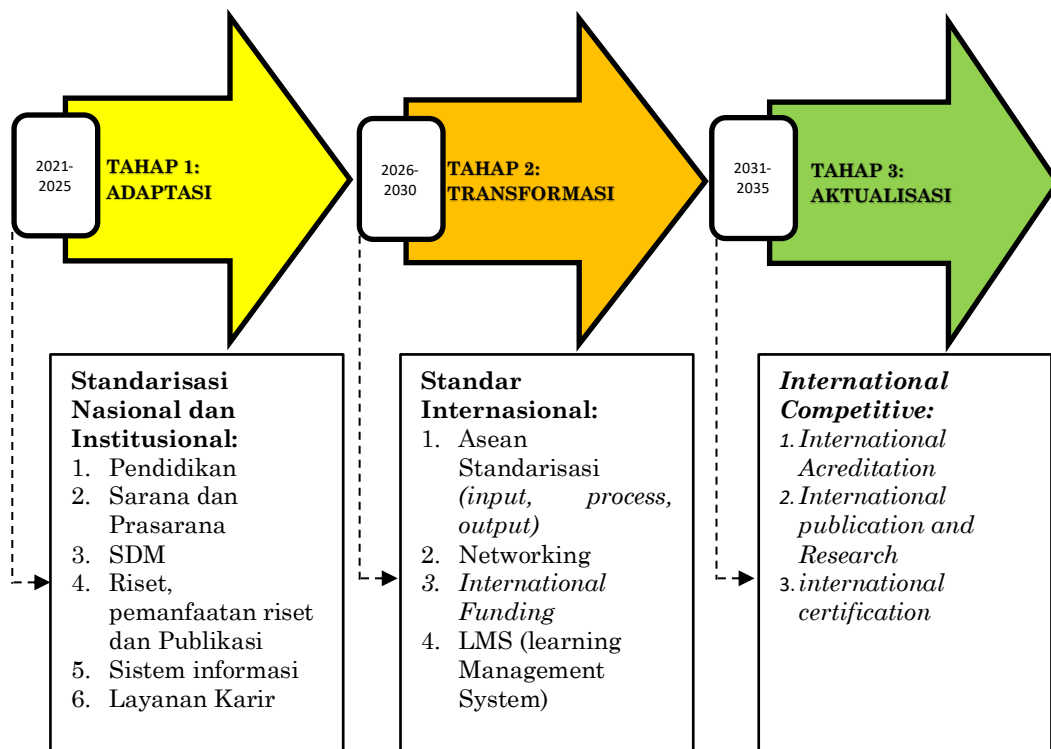 2021-
2025
TAHAP 1:
ADAPTASI
2026-
2030
TAHAP 2:
TRANSFORMASI
2031-
2035
TAHAP 3:
AKTUALISASI
Standarisasi
Nasional dan
Institusional:
1. Pendidikan
2. Sarana dan
Prasarana
3. SDM
4. Riset,
pemanfaatan riset
dan Publikasi
5. Sistem informasi
6. Layanan Karir
Standar
Internasional:
1. Asean
Standarisasi
(input, process,
output)
2. Networking
3. International
Funding
4. LMS (learning
Management
System)
International
Competitive:
1. International
Acreditation
2. International
publication and
Research
3. international
certification